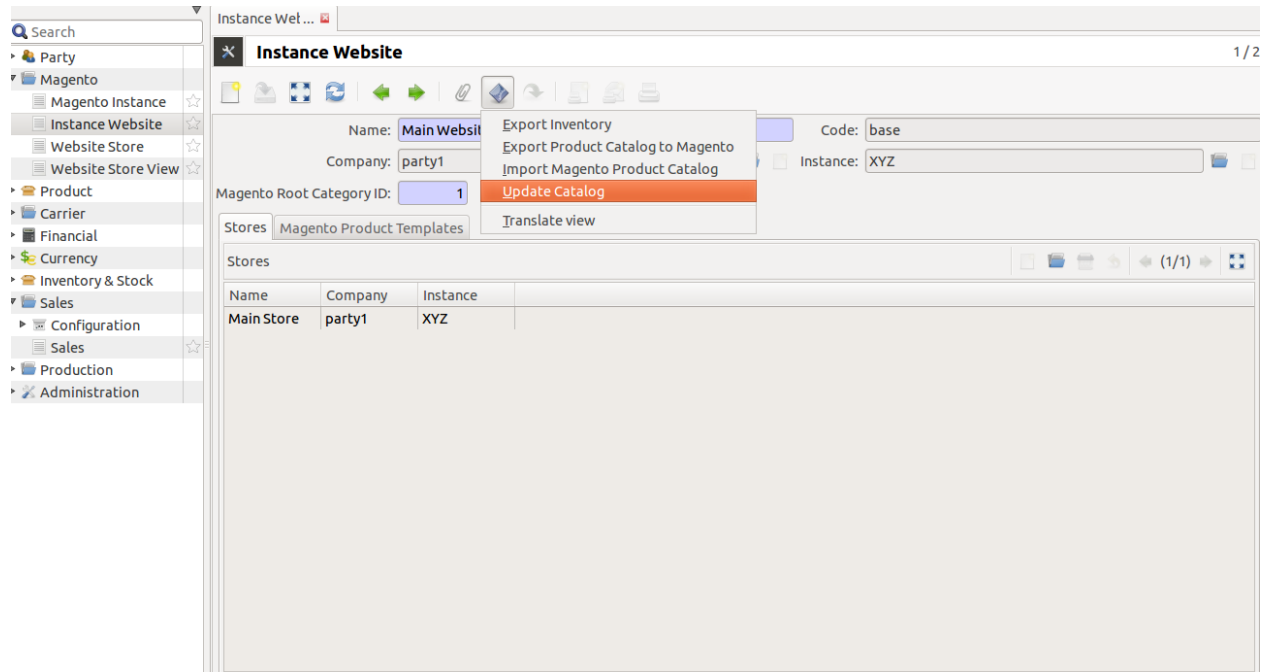 Search
Party
Magento
Magento Instance
Instance Website
Website Store
Website Store View
Product
Carrier
Financial
Currency
Inventory & Stock
Sales
Configuration
Sales
Production
Administration
Instance Wel ...
Instance Website
1 / 2
Name: Main Websit
Code: base
Company: party1
Instance: XYZ
Magento Root Category ID: 1
Export Inventory
Export Product Catalog to Magento
Import Magento Product Catalog
Update Catalog
Translate view
Stores Magento Product Templates
Stores
(1/1)
Name Company Instance
Main Store party1 XYZ